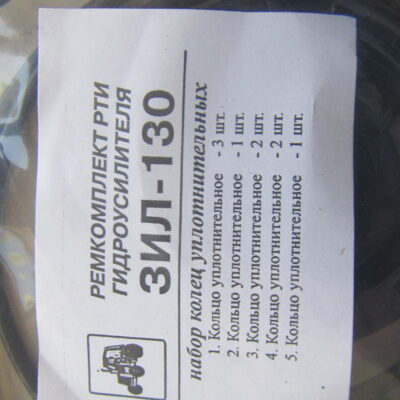 РЕМКОМПЛЕКТ РТИ
ГИДРОУСИЛИТЕЛЯ
ЗИЛ-130
набор колец уплотнительных
1. Кольцо уплотнительное - 3 шт.
2. Кольцо уплотнительное - 1 шт.
3. Кольцо уплотнительное - 2 шт.
4. Кольцо уплотнительное - 2 шт.
5. Кольцо уплотнительное - 1 шт.